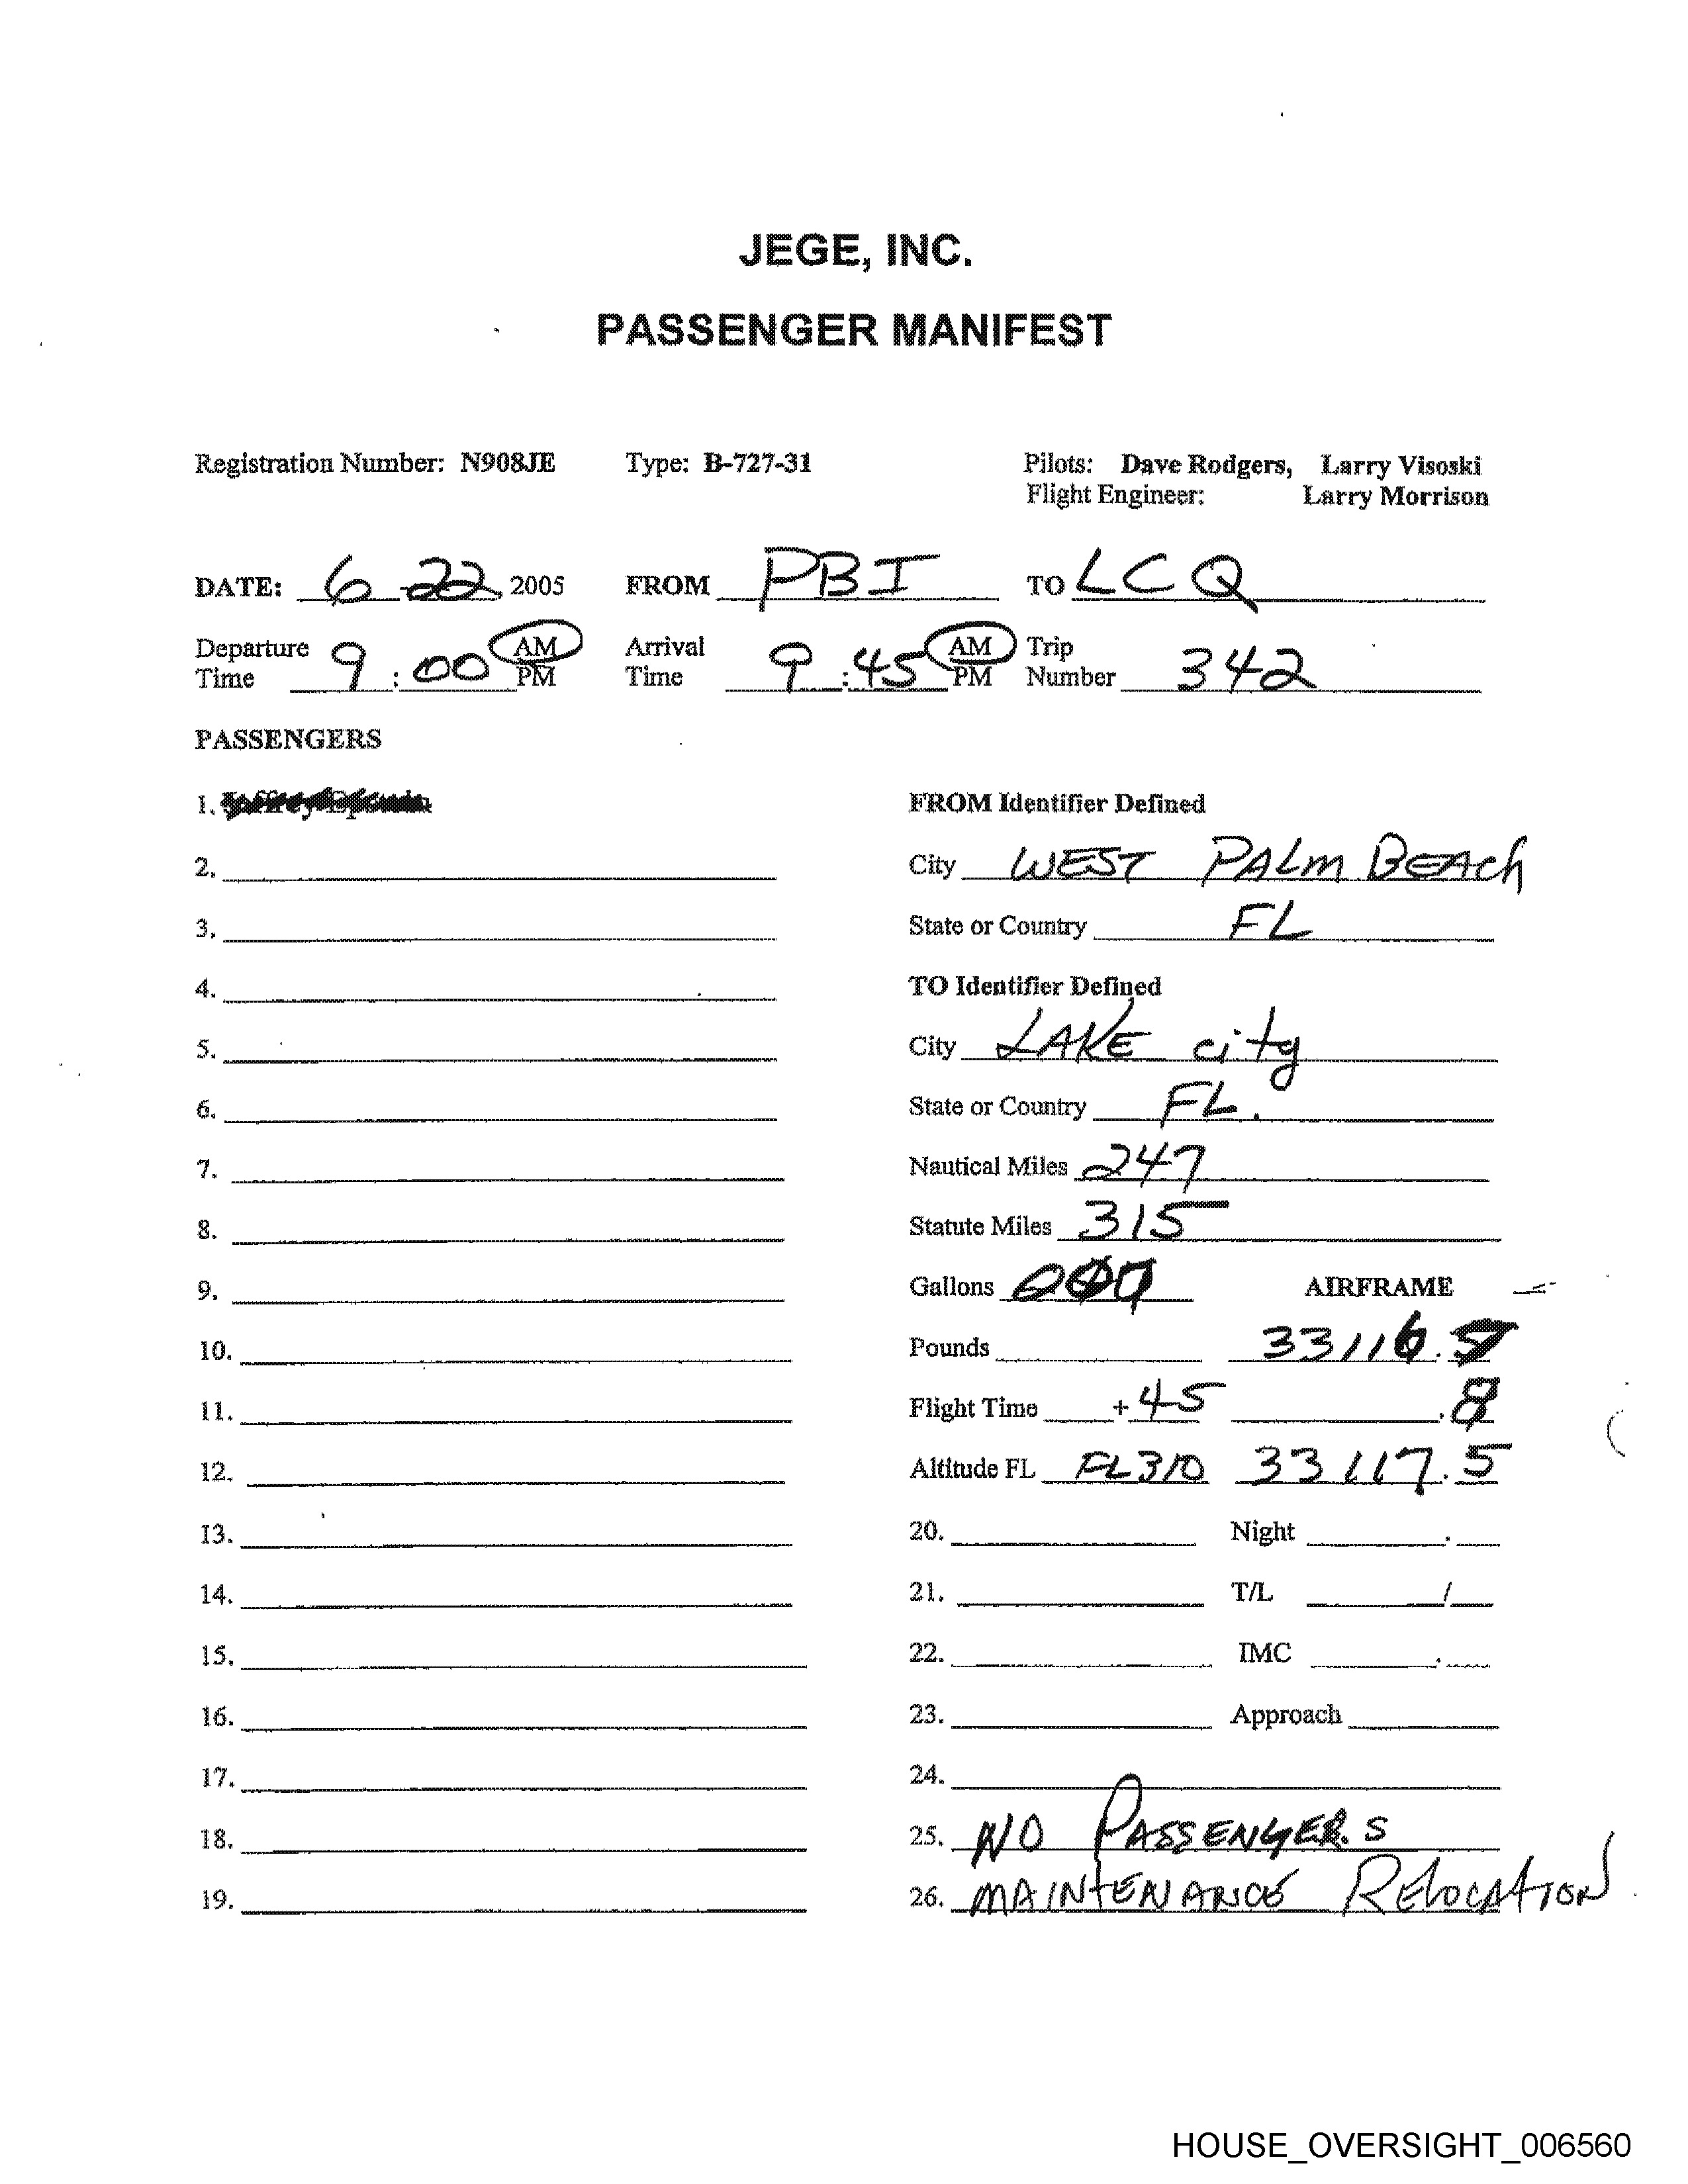 JEGE, INC.
PASSENGER MANIFEST
Registration Number: N908JE Type: B-727-31 Pilots: Dave Rodgers, Larry Visoski
Flight Engineer: Larry Morrison
DATE: 6-22, 2005 FROM PBI TO LCQ
Departure Time 9:00 AM PM Arrival Time 9:45 AM PM Trip Number 342
PASSENGERS
1. Jeffrey
FROM Identifier Defined
2.
City WEST PALM BEACh
3.
State or Country FL
4.
TO Identifier Defined
5.
City LAKE city
6.
State or Country FL.
7.
Nautical Miles 247
8.
Statute Miles 315
9.
Gallons AIRFRAME
10.
Pounds 33116.
11.
Flight Time +45 .8
12.
Altitude FL FL310 33117.5
13.
20. Night .
14.
21. T/L /
15.
22. IMC .
16.
23. Approach
17.
24.
18.
25. NO PASSENGERS
19.
26. MAINTENANCE RELOCATION
HOUSE_OVERSIGHT_006560